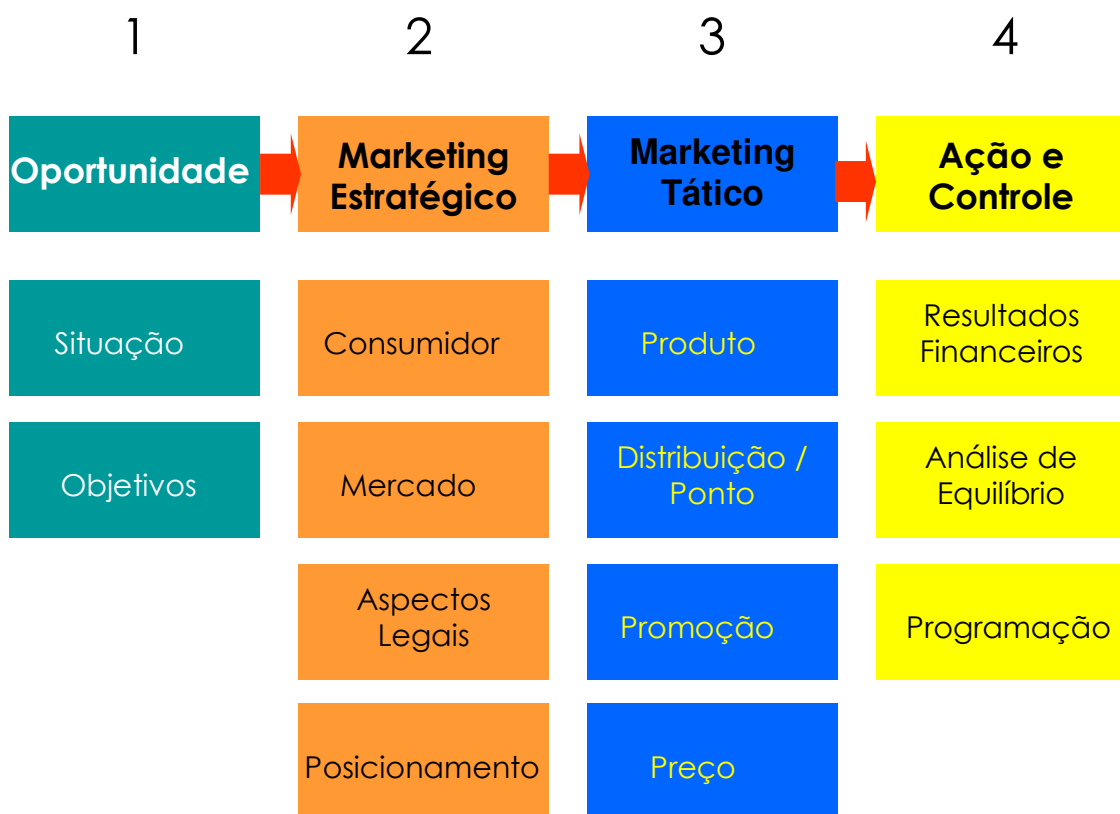 1
2
3
4
Oportunidade
Marketing
Estratégico
Marketing
Tático
Ação e
Controle
Situação
Consumidor
Produto
Resultados
Financeiros
Objetivos
Mercado
Distribuição /
Ponto
Análise de
Equilíbrio
Aspectos
Legais
Promoção
Programação
Posicionamento
Preço